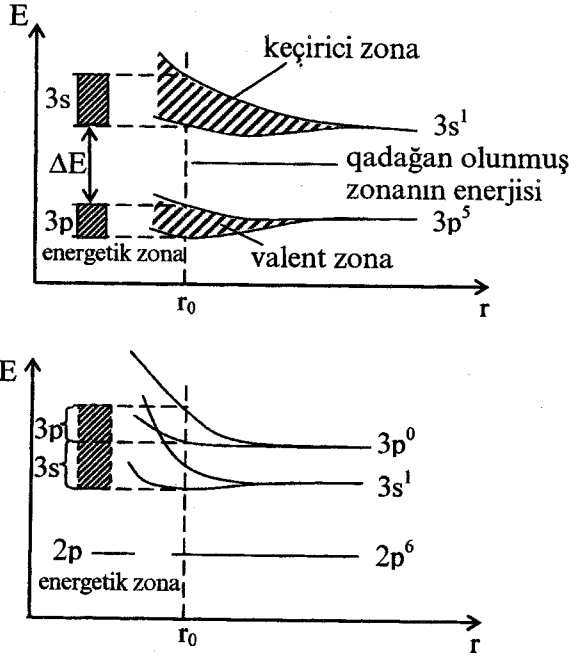 E
keçirici zona
3s
3s¹
ΔE
qadağan olunmuş
zonanın enerjisi
3p
3p⁵
energetik zona
valent zona
r₀
r
E
3p
3p⁰
3s
3s¹
2p
2p⁶
energetik zona
r₀
r